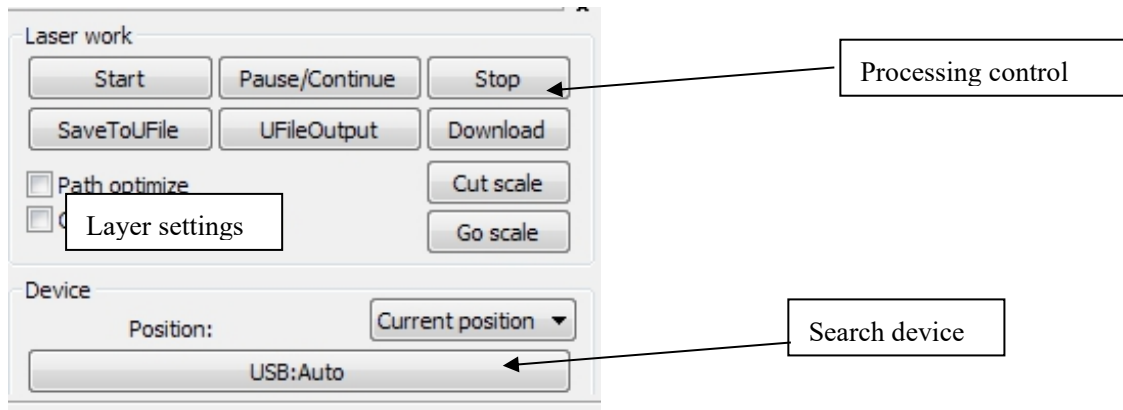 Laser work
Start Pause/Continue Stop
Processing control
SaveToUFile UFileOutput Download
Path optimize Cut scale
Layer settings
Go scale
Device
Position: Current position
Search device
USB:Auto